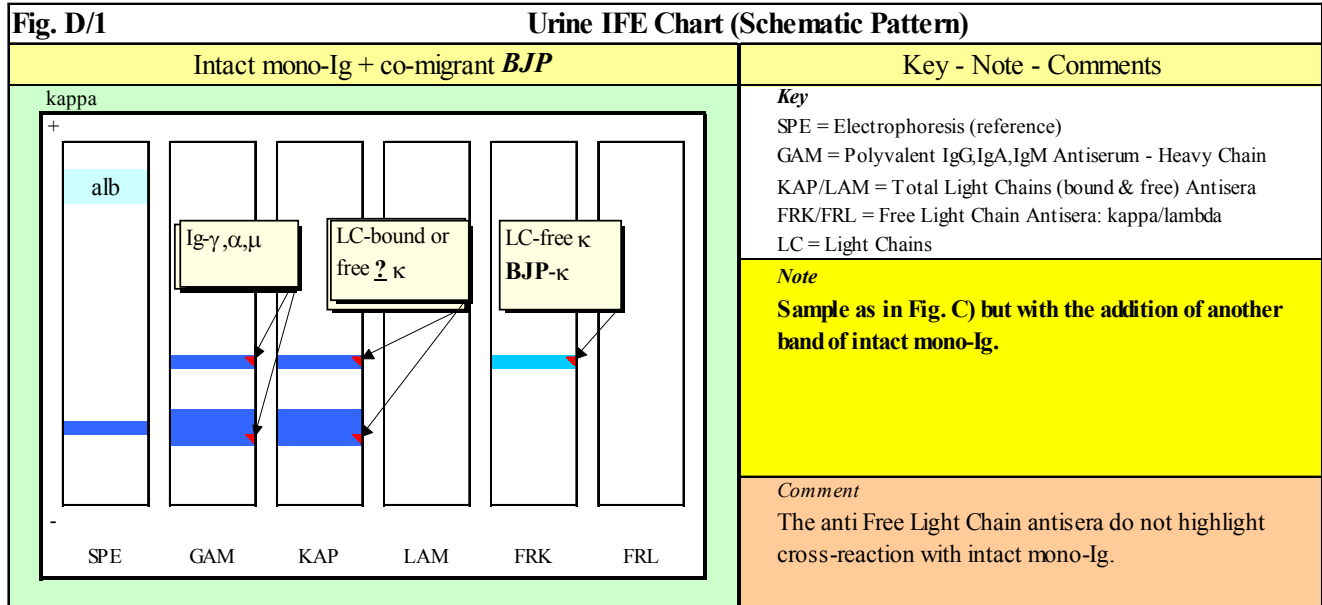 Fig. D/1
Urine IFE Chart (Schematic Pattern)
Intact mono-Ig + co-migrant BJP
Key - Note - Comments
kappa
+
alb
Ig-γ,α,μ
LC-bound or
free ? κ
LC-free κ
BJP-κ
-
SPE GAM KAP LAM FRK FRL
Key
SPE = Electrophoresis (reference)
GAM = Polyvalent IgG,IgA,IgM Antiserum - Heavy Chain
KAP/LAM = Total Light Chains (bound & free) Antisera
FRK/FRL = Free Light Chain Antisera: kappa/lambda
LC = Light Chains
Note
Sample as in Fig. C) but with the addition of another
band of intact mono-Ig.
Comment
The anti Free Light Chain antisera do not highlight
cross-reaction with intact mono-Ig.